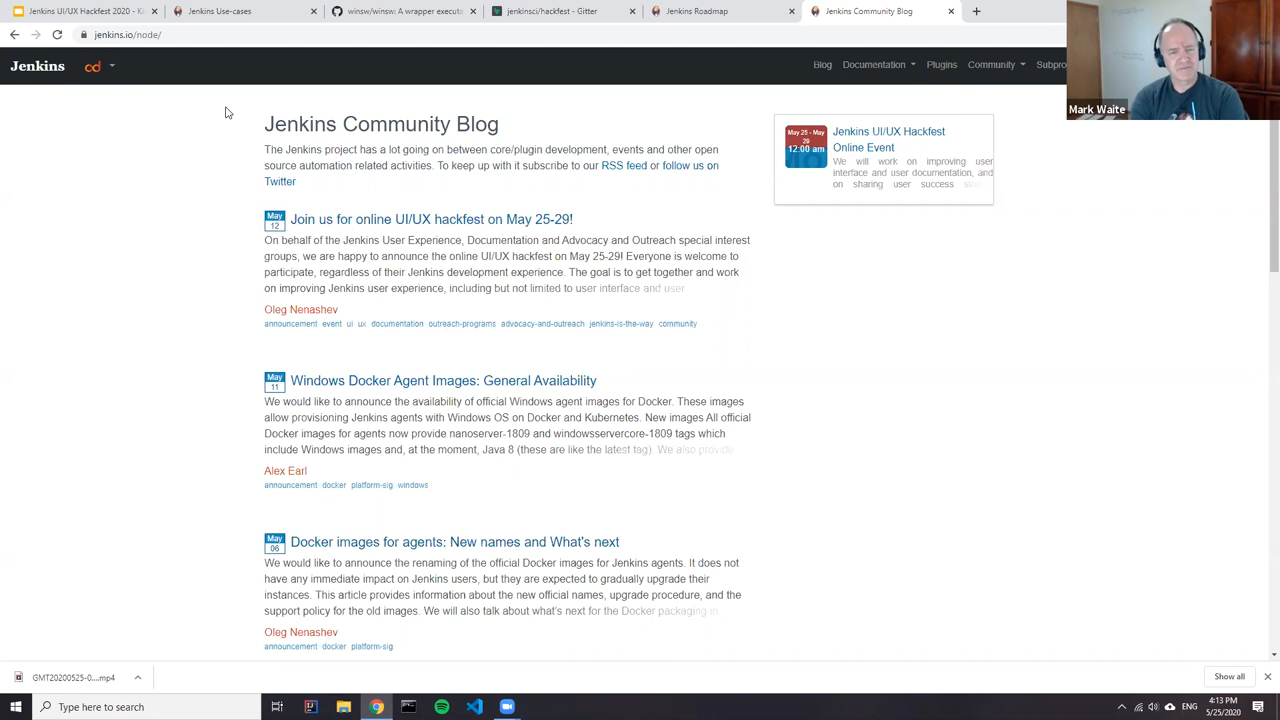 Jenkins UI/UX Hackfest 2020 - Ki
Jenkins Use-cases
winsw/winsw: A wrapper executa
jenkinsci/hackfest - Gitter
Jenkins Roadmap
Jenkins Community Blog
jenkins.io/node/
Jenkins
cd
Blog
Documentation
Plugins
Community
Subpro
Mark Waite
Jenkins Community Blog
The Jenkins project has a lot going on between core/plugin development, events and other open
source automation related activities. To keep up with it subscribe to our RSS feed or follow us on
Twitter
May 25 - May
29
12:00 am
Jenkins UI/UX Hackfest
Online Event
We will work on improving user
interface and user documentation, and
on sharing user success
May
12
Join us for online UI/UX hackfest on May 25-29!
On behalf of the Jenkins User Experience, Documentation and Advocacy and Outreach special interest
groups, we are happy to announce the online UI/UX hackfest on May 25-29! Everyone is welcome to
participate, regardless of their Jenkins development experience. The goal is to get together and work
on improving Jenkins user experience, including but not limited to user interface and user
Oleg Nenashev
announcement event ui ux documentation outreach-programs advocacy-and-outreach jenkins-is-the-way community
May
11
Windows Docker Agent Images: General Availability
We would like to announce the availability of official Windows agent images for Docker. These images
allow provisioning Jenkins agents with Windows OS on Docker and Kubernetes. New images All official
Docker images for agents now provide nanoserver-1809 and windowsservercore-1809 tags which
include Windows images and, at the moment, Java 8 (these are like the latest tag). We also provide
Alex Earl
announcement docker platform-sig windows
May
06
Docker images for agents: New names and What's next
We would like to announce the renaming of the official Docker images for Jenkins agents. It does not
have any immediate impact on Jenkins users, but they are expected to gradually upgrade their
instances. This article provides information about the new official names, upgrade procedure, and the
support policy for the old images. We will also talk about what's next for the Docker packaging in
Oleg Nenashev
announcement docker platform-sig
GMT20200525-0....mp4
Show all
Type here to search
4:13 PM
5/25/2020